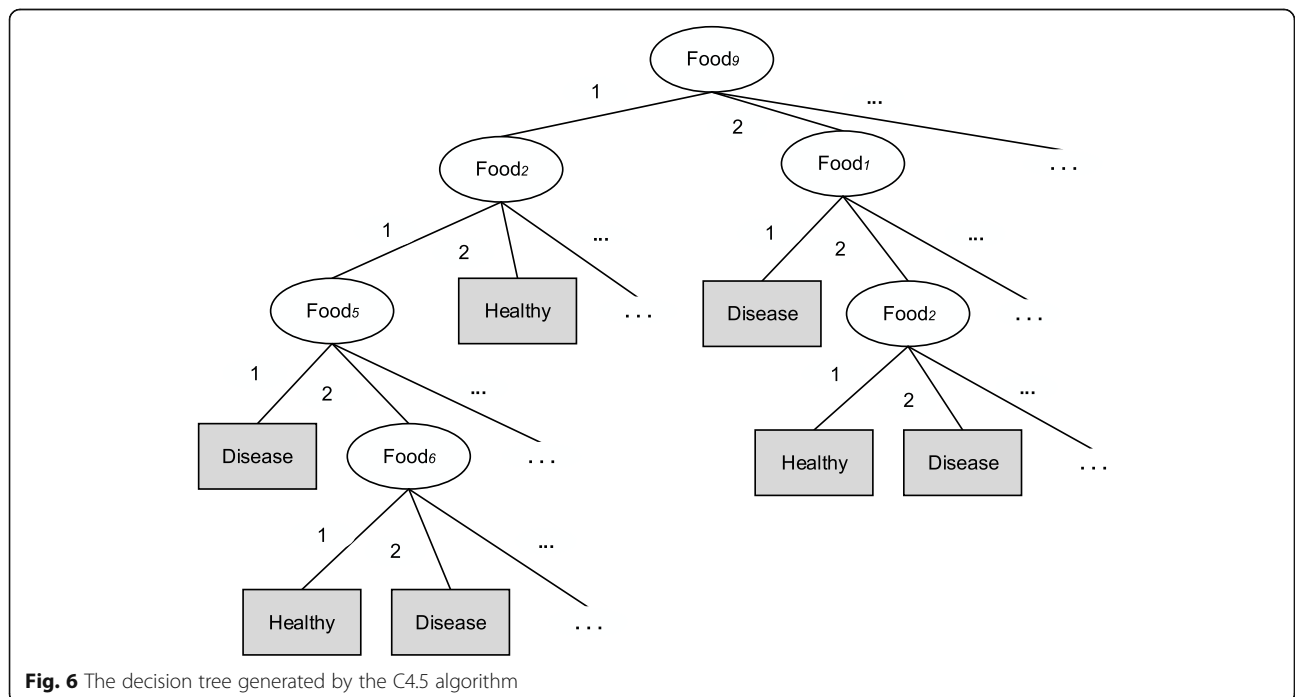 Food9
1
2
...
Food2
Food1
. . .
1
2
...
1
2
...
Food5
Healthy
. . .
Disease
Food2
. . .
1
2
...
1
2
...
Disease
Food6
. . .
Healthy
Disease
. . .
1
2
...
Healthy
Disease
. . .
Fig. 6 The decision tree generated by the C4.5 algorithm